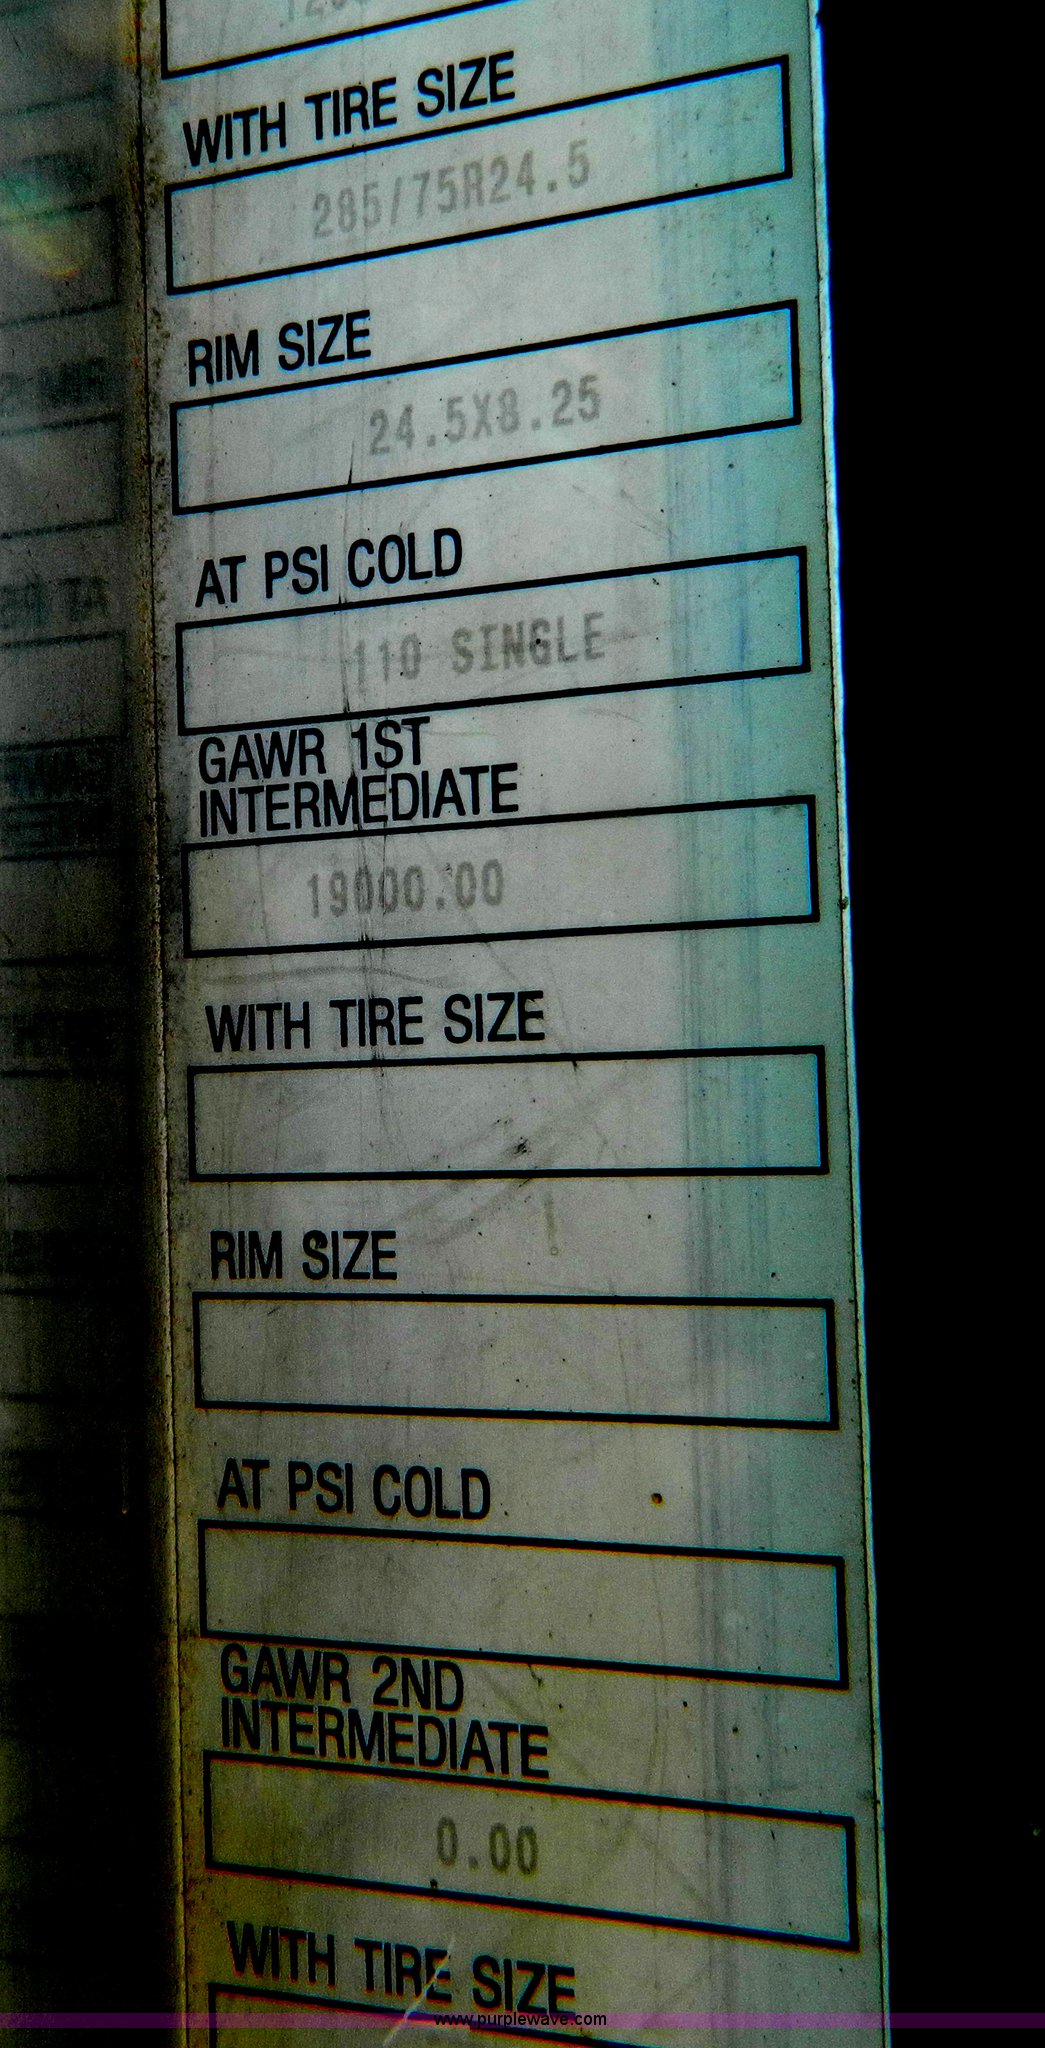 WITH TIRE SIZE
285/75R24.5
RIM SIZE
24.5X8.25
AT PSI COLD
110 SINGLE
GAWR 1ST
INTERMEDIATE
19000.00
WITH TIRE SIZE
RIM SIZE
AT PSI COLD
GAWR 2ND
INTERMEDIATE
0.00
WITH TIRE SIZE
www.purplewave.com